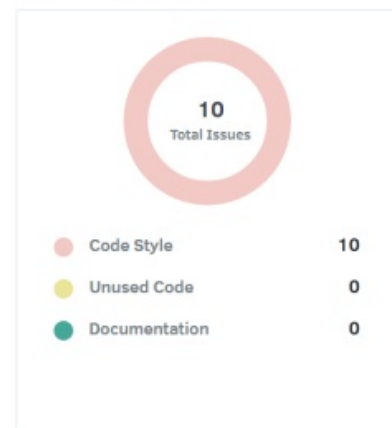 10
Total Issues
Code Style 10
Unused Code 0
Documentation 0